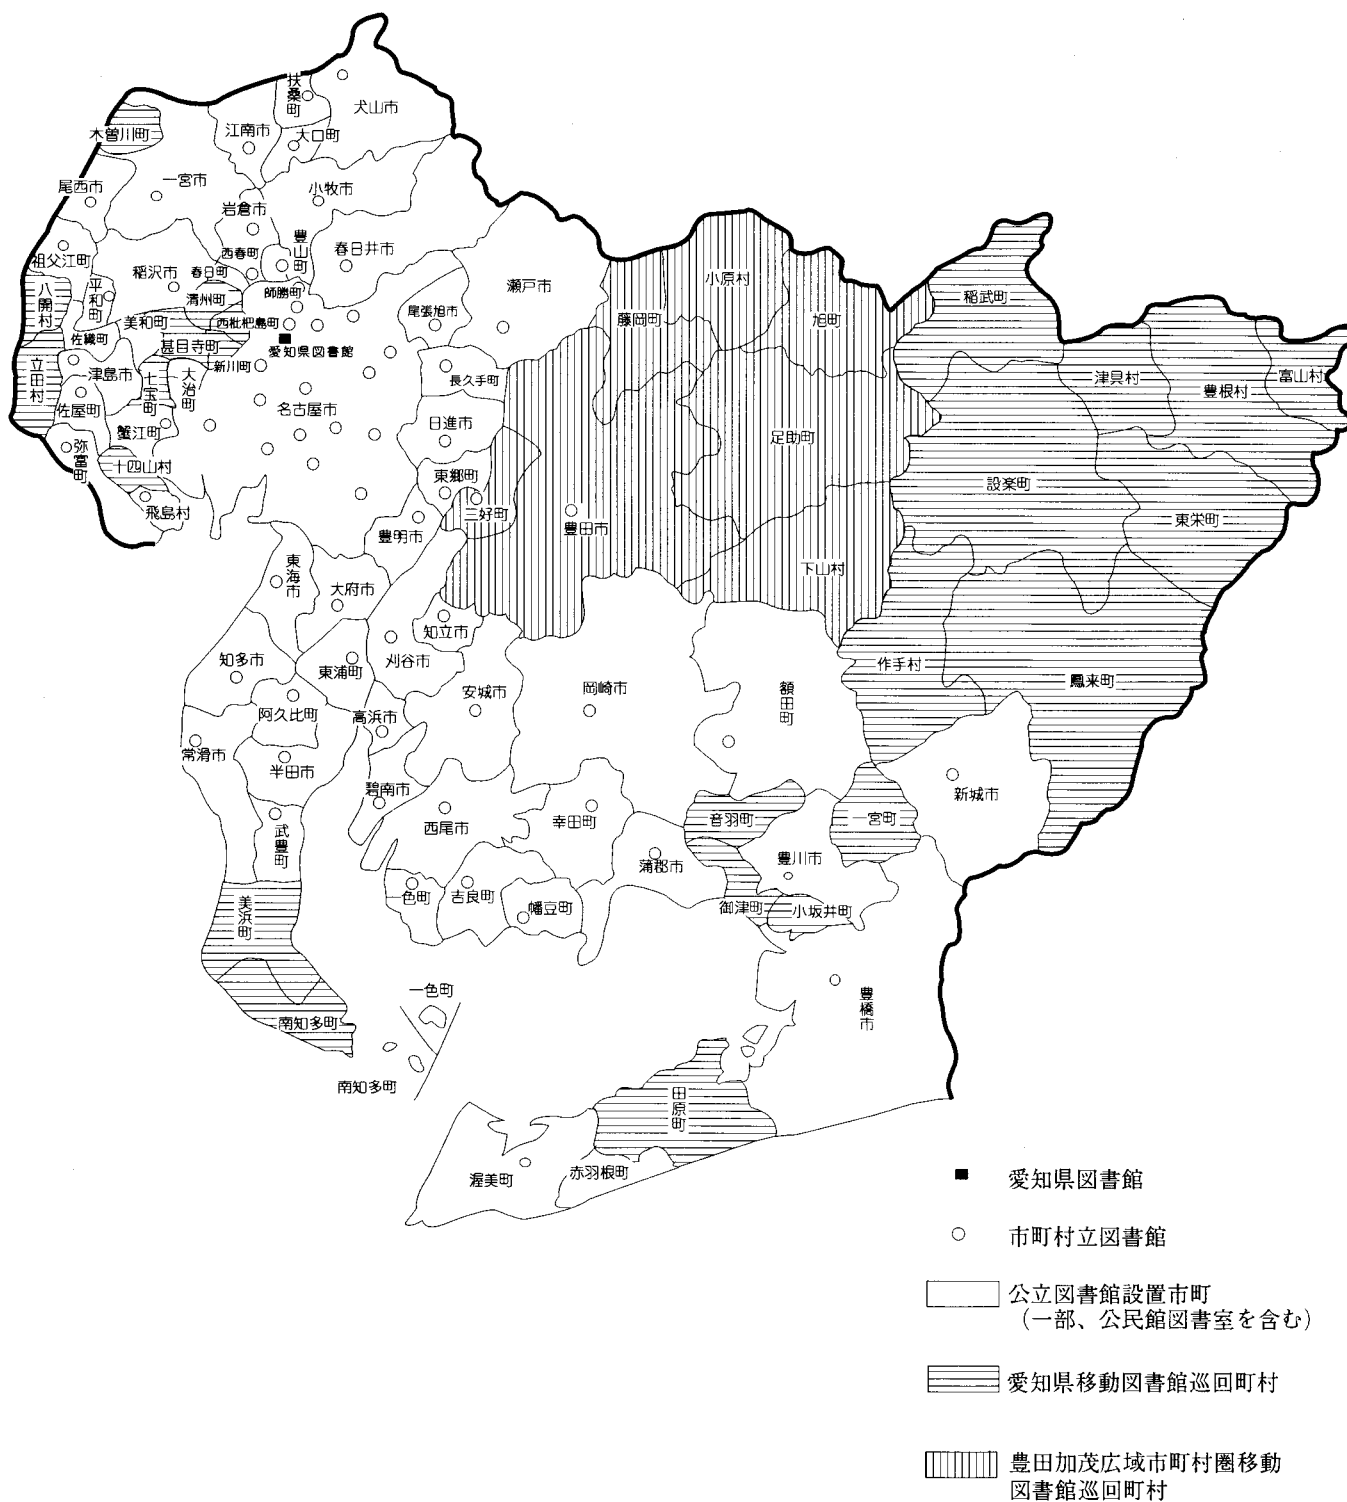 扶桑町
犬山市
木曽川町
江南市
大口町
尾西市
一宮市
小牧市
岩倉市
豊山町
西春町
春日井市
祖父江町
稲沢市
春日町
瀬戸市
小原村
稲武町
八開村
平和町
清州町
師勝町
尾張旭市
藤岡町
旭町
美和町
西枇杷島町
佐織町
甚目寺町
愛知県図書館
立田村
津島市
七宝町
大治町
新川町
長久手町
津具村
豊根村
富山村
佐屋町
蟹江町
名古屋市
日進市
足助町
弥富町
十四山村
東郷町
設楽町
飛島村
三好町
豊田市
東栄町
豊明市
東海市
大府市
下山村
知立市
知多市
東浦町
刈谷市
作手村
鳳来町
阿久比町
高浜市
安城市
岡崎市
額田町
常滑市
半田市
碧南市
新城市
武豊町
西尾市
幸田町
音羽町
一宮町
蒲郡市
豊川市
一色町
吉良町
幡豆町
御津町
小坂井町
美浜町
一色町
豊橋市
南知多町
南知多町
田原町
渥美町
赤羽根町
愛知県図書館
市町村立図書館
公立図書館設置市町
(一部、公民館図書室を含む)
愛知県移動図書館巡回町村
豊田加茂広域市町村圏移動
図書館巡回町村